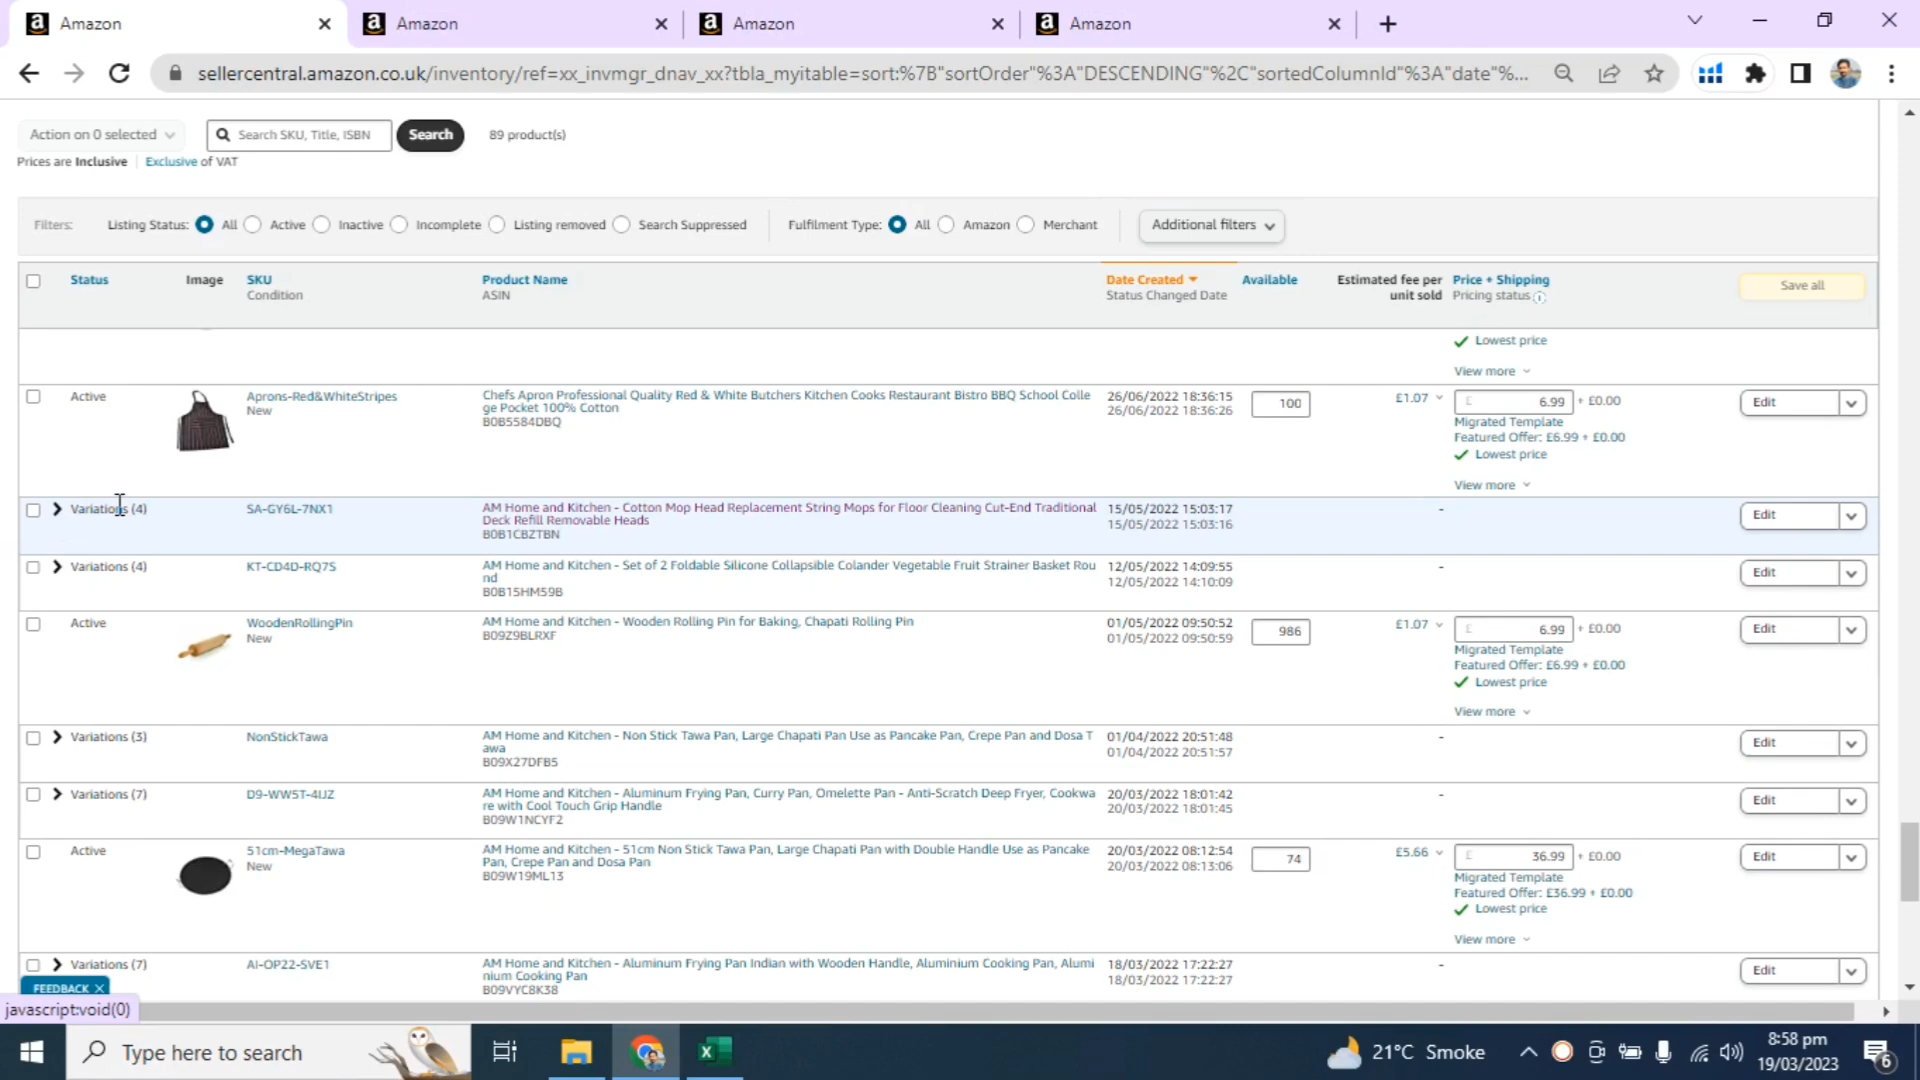 Amazon
Amazon
Amazon
Amazon
sellercentral.amazon.co.uk/inventory/ref=xx_invmgr_dnav_xx?tbla_myitable=sort:%7B"sortOrder"%3A"DESCENDING"%2C"sortedColumnId"%3A"date"%...
Action on 0 selected
Search SKU, Title, ISBN
Search
89 product(s)
Prices are Inclusive | Exclusive of VAT
Filters: Listing Status: All Active Inactive Incomplete Listing removed Search Suppressed Fulfilment Type: All Amazon Merchant Additional filters
Status Image SKU Product Name Date Created Available Estimated fee per Price + Shipping Save all
Condition ASIN Status Changed Date unit sold Pricing status
Lowest price
View more
Active Aprons-Red&WhiteStripes Chefs Apron Professional Quality Red & White Butchers Kitchen Cooks Restaurant Bistro BBQ School Colle 26/06/2022 18:36:15 100 £1.07 £ 6.99 + £0.00 Edit
New ge Pocket 100% Cotton 26/06/2022 18:36:26
B0B5584DBQ Migrated Template
Featured Offer: £6.99 + £0.00
Lowest price
View more
Variations (4) SA-GY6L-7NX1 AM Home and Kitchen - Cotton Mop Head Replacement String Mops for Floor Cleaning Cut-End Traditional 15/05/2022 15:03:17 - Edit
Deck Refill Removable Heads 15/05/2022 15:03:16
B0B1CBZTBN
Variations (4) KT-CD4D-RQ7S AM Home and Kitchen - Set of 2 Foldable Silicone Collapsible Colander Vegetable Fruit Strainer Basket Rou 12/05/2022 14:09:55 - Edit
nd 12/05/2022 14:10:09
B0B15HM59B
Active WoodenRollingPin AM Home and Kitchen - Wooden Rolling Pin for Baking, Chapati Rolling Pin 01/05/2022 09:50:52 986 £1.07 £ 6.99 + £0.00 Edit
New B09Z9BLRXF 01/05/2022 09:50:59
Migrated Template
Featured Offer: £6.99 + £0.00
Lowest price
View more
Variations (3) NonStickTawa AM Home and Kitchen - Non Stick Tawa Pan, Large Chapati Pan Use as Pancake Pan, Crepe Pan and Dosa T 01/04/2022 20:51:48 - Edit
awa 01/04/2022 20:51:57
B09X27DFB5
Variations (7) D9-WW5T-4IJZ AM Home and Kitchen - Aluminum Frying Pan, Curry Pan, Omelette Pan - Anti-Scratch Deep Fryer, Cookwa 20/03/2022 18:01:42 - Edit
re with Cool Touch Grip Handle 20/03/2022 18:01:45
B09W1NCYF2
Active 51cm-MegaTawa AM Home and Kitchen - 51cm Non Stick Tawa Pan, Large Chapati Pan with Double Handle Use as Pancake 20/03/2022 08:12:54 74 £5.66 £ 36.99 + £0.00 Edit
New Pan, Crepe Pan and Dosa Pan 20/03/2022 08:13:06
B09W19ML13 Migrated Template
Featured Offer: £36.99 + £0.00
Lowest price
View more
Variations (7) AI-OP22-SVE1 AM Home and Kitchen - Aluminum Frying Pan Indian with Wooden Handle, Aluminium Cooking Pan, Alumi 18/03/2022 17:22:27 - Edit
nium Cooking Pan 18/03/2022 17:22:27
B09VYC8K38
FEEDBACK
javascript:void(0)
Type here to search
21°C Smoke
8:58 pm
19/03/2023
6